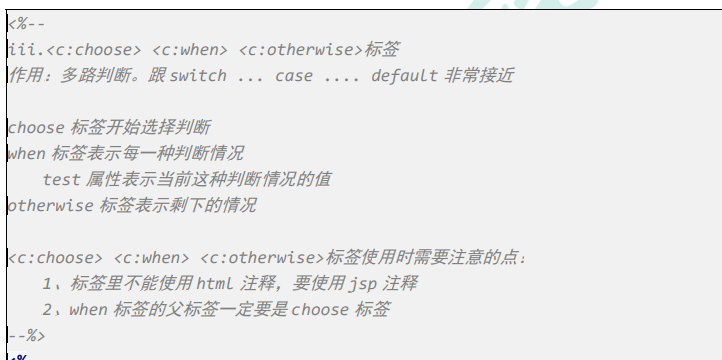 <%--
iii.<c:choose> <c:when> <c:otherwise>标签
作用：多路判断。跟 switch ... case .... default 非常接近
choose 标签开始选择判断
when 标签表示每一种判断情况
test 属性表示当前这种判断情况的值
otherwise 标签表示剩下的情况
<c:choose> <c:when> <c:otherwise>标签使用时需要注意的点：
1、标签里不能使用 html 注释，要使用 jsp 注释
2、when 标签的父标签一定要是 choose 标签
--%>
<%